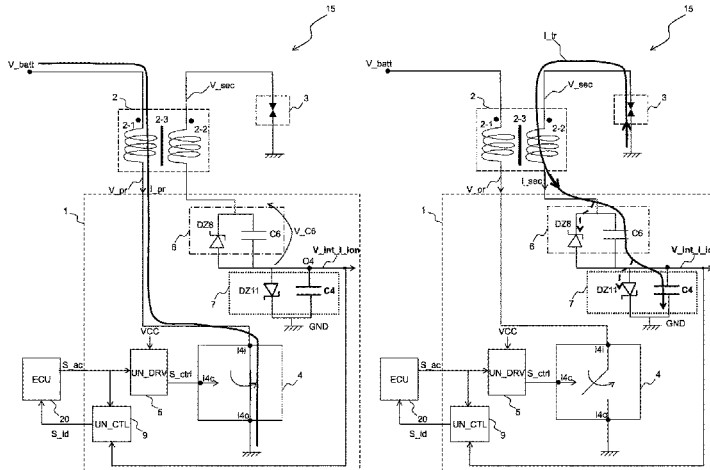 15
V_batt
V_sec
2
2-1
2-3
2-2
3
V_pr
I_pr
1
DZ8
C6
V_C6
6
V_int_i_ion
O4
DZ11
C4
7
GND
VCC
I4i
S_ac
ECU
UN_DRV
S_ctrl
I4c
4
5
I4o
20
S_id
UN_CTL
9
15
I_tr
V_batt
V_sec
2
2-1
2-3
2-2
3
V_pr
I_sec
1
DZ8
C6
6
V_int_i_io
O4
DZ11
C4
7
GND
VCC
I4i
S_ac
ECU
UN_DRV
S_ctrl
I4c
4
5
I4o
20
S_id
UN_CTL
9